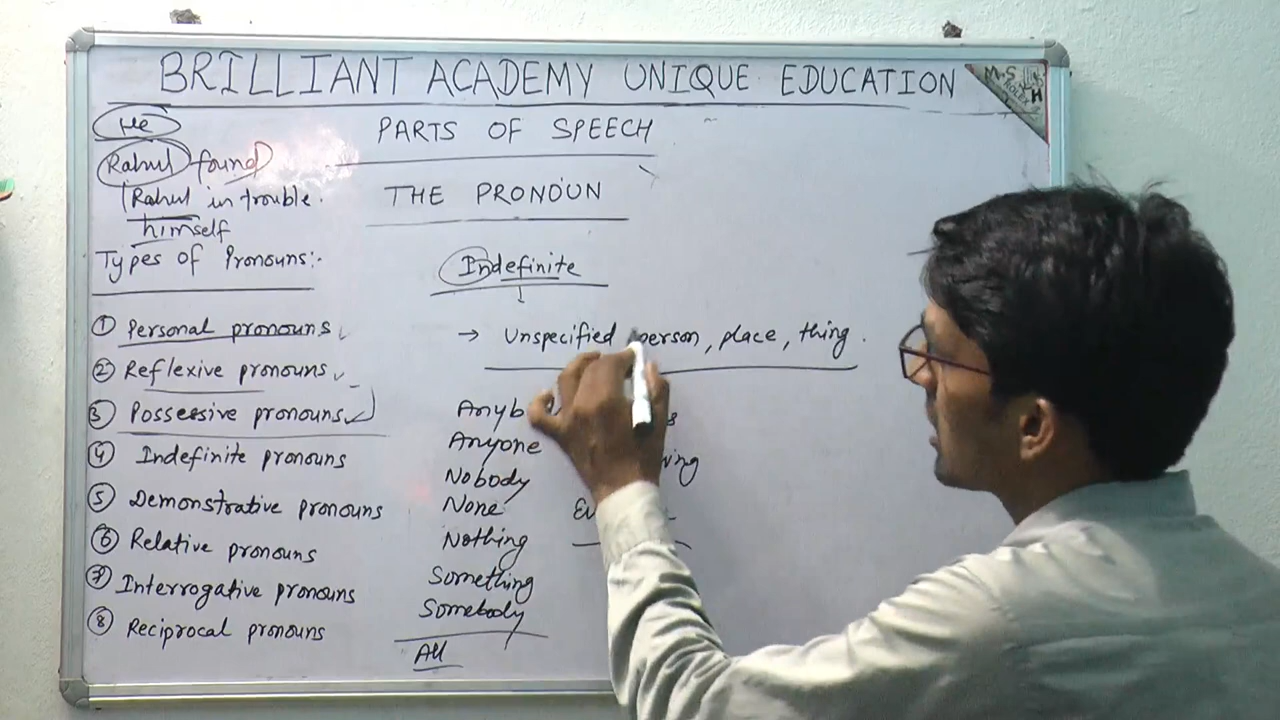 BRILLIANT ACADEMY UNIQUE EDUCATION
M.S
ROLEX
H
He
PARTS OF SPEECH
Rahul found
Rahul in trouble.
himself
THE PRONOUN
Types of Pronouns:-
Indefinite
① Personal pronouns
② Reflexive pronouns
③ Possessive pronouns
④ Indefinite pronouns
⑤ Demonstrative pronouns
⑥ Relative pronouns
⑦ Interrogative pronouns
⑧ Reciprocal pronouns
→ Unspecified person, place, thing.
Anyb
Anyone
Nobody
None
Nothing
Something
Somebody
All